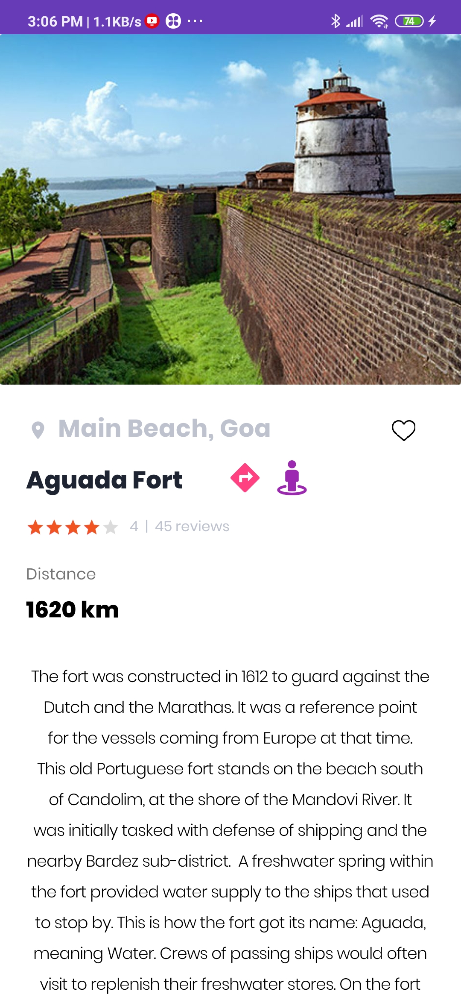 3:06 PM | 1.1KB/s ...
74
Main Beach, Goa
Aguada Fort
4 | 45 reviews
Distance
1620 km
The fort was constructed in 1612 to guard against the
Dutch and the Marathas. It was a reference point
for the vessels coming from Europe at that time.
This old Portuguese fort stands on the beach south
of Candolim, at the shore of the Mandovi River. It
was initially tasked with defense of shipping and the
nearby Bardez sub-district.  A freshwater spring within
the fort provided water supply to the ships that used
to stop by. This is how the fort got its name: Aguada,
meaning Water. Crews of passing ships would often
visit to replenish their freshwater stores. On the fort